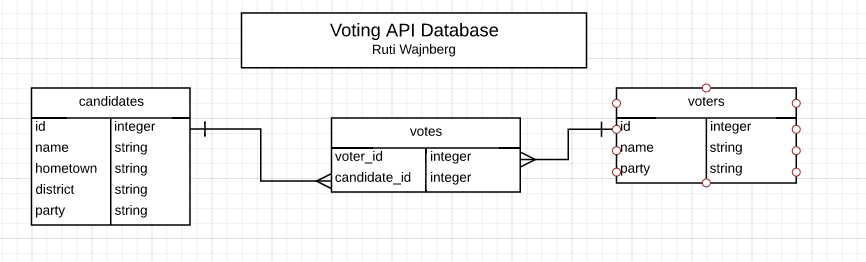 Voting API Database
Ruti Wajnberg
candidates
id integer
name string
hometown string
district string
party string
votes
voter_id integer
candidate_id integer
voters
id integer
name string
party string